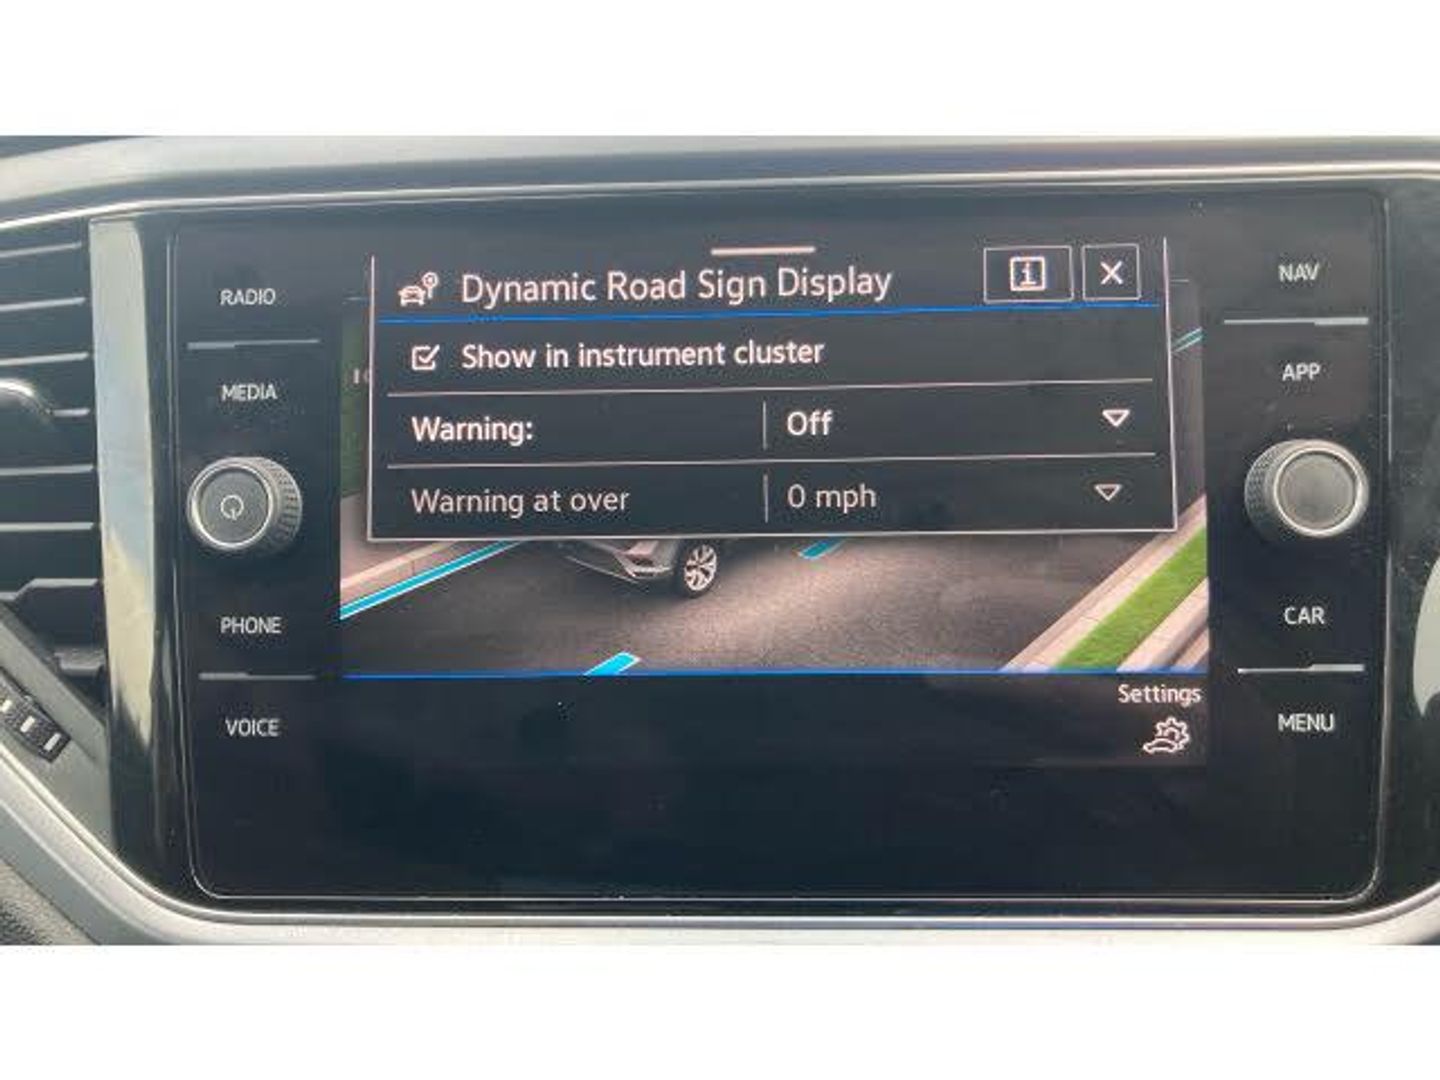 RADIO
MEDIA
PHONE
VOICE
Dynamic Road Sign Display
Show in instrument cluster
Warning: Off
Warning at over 0 mph
Settings
NAV
APP
CAR
MENU